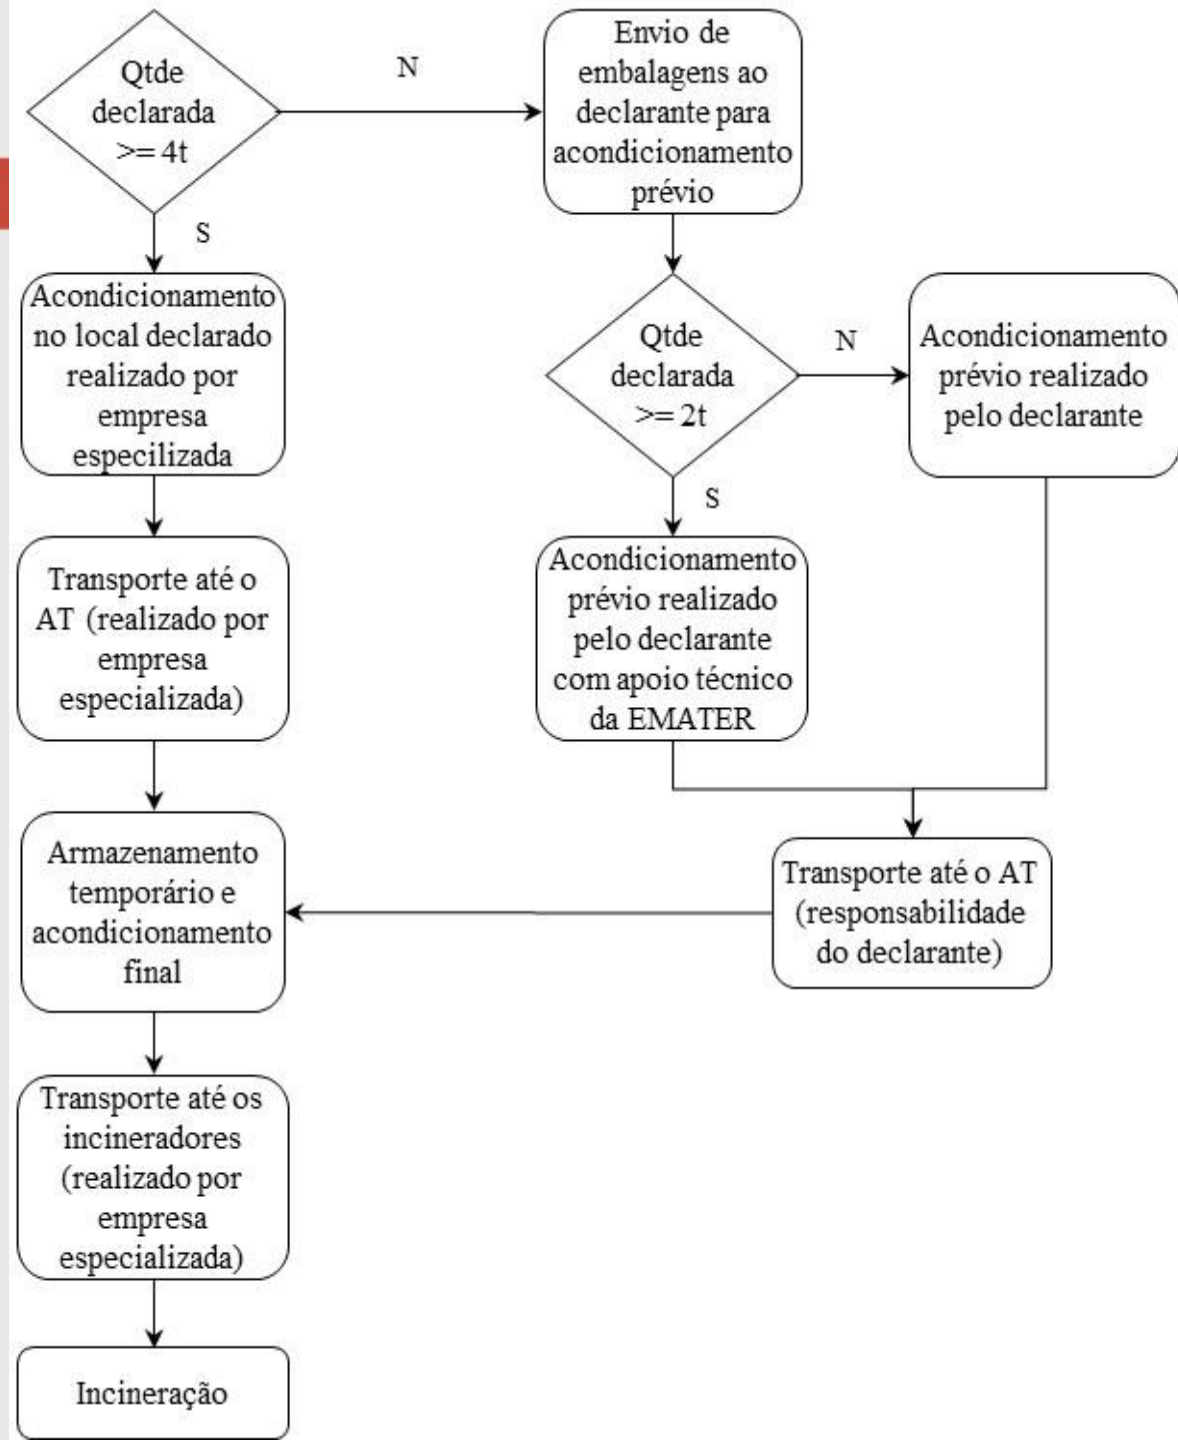 Qtde
declarada
>= 4t
N
Envio de
embalagens ao
declarante para
acondicionamento
prévio
S
Acondicionamento
no local declarado
realizado por
empresa
especilizada
Qtde
declarada
>= 2t
N
Acondicionamento
prévio realizado
pelo declarante
S
Transporte até o
AT (realizado por
empresa
especializada)
Acondicionamento
prévio realizado
pelo declarante
com apoio técnico
da EMATER
Armazenamento
temporário e
acondicionamento
final
Transporte até o AT
(responsabilidade
do declarante)
Transporte até os
incineradores
(realizado por
empresa
especializada)
Incineração